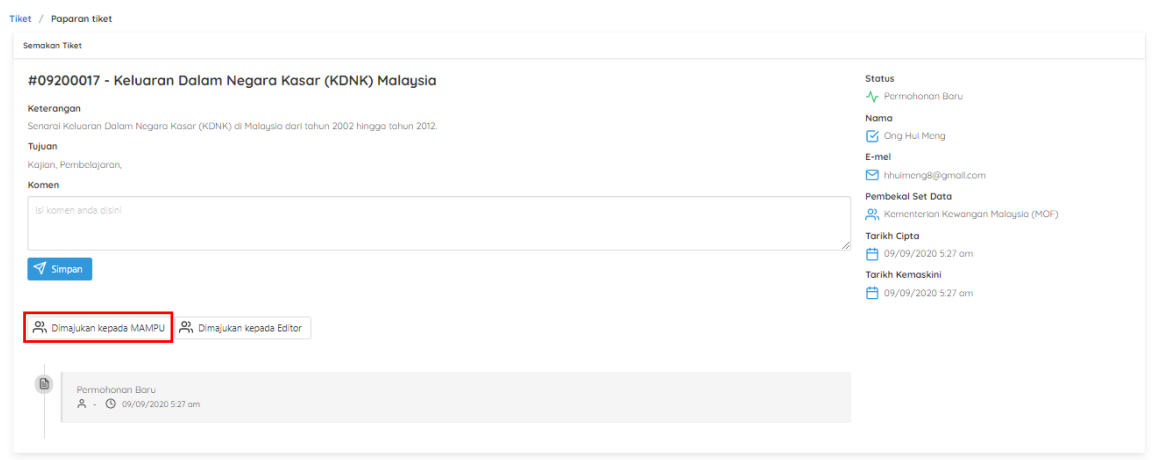 Tiket / Paparan tiket
Semakan Tiket
#09200017 - Keluaran Dalam Negara Kasar (KDNK) Malaysia
Keterangan
Senarai Keluaran Dalam Negara Kasar (KDNK) di Malaysia dari tahun 2002 hingga tahun 2012.
Tujuan
Kajian, Pembelajaran,
Komen
Isi komen anda disini
Simpan
Dimajukan kepada MAMPU
Dimajukan kepada Editor
Permohonan Baru
- 09/09/2020 5:27 am
Status
Permohonan Baru
Nama
Ong Hui Meng
E-mel
hhuimeng8@gmail.com
Pembekal Set Data
Kementerian Kewangan Malaysia (MOF)
Tarikh Cipta
09/09/2020 5:27 am
Tarikh Kemaskini
09/09/2020 5:27 am